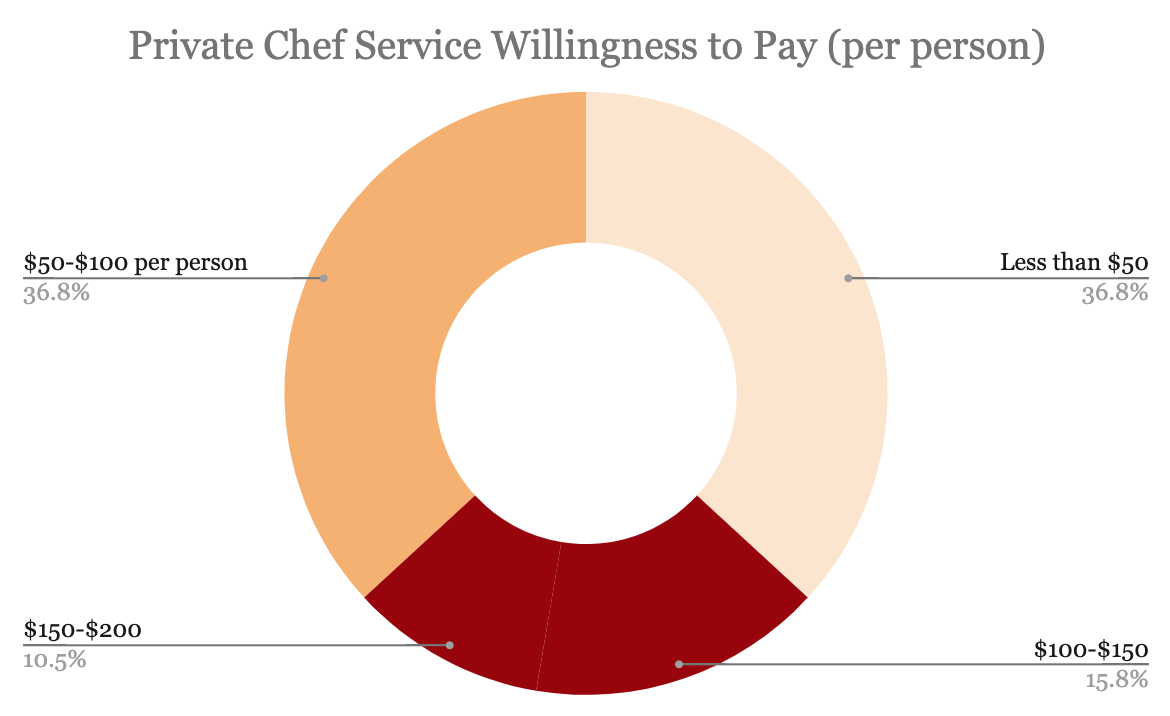 Private Chef Service Willingness to Pay (per person)
$50-$100 per person
36.8%
Less than $50
36.8%
$150-$200
10.5%
$100-$150
15.8%